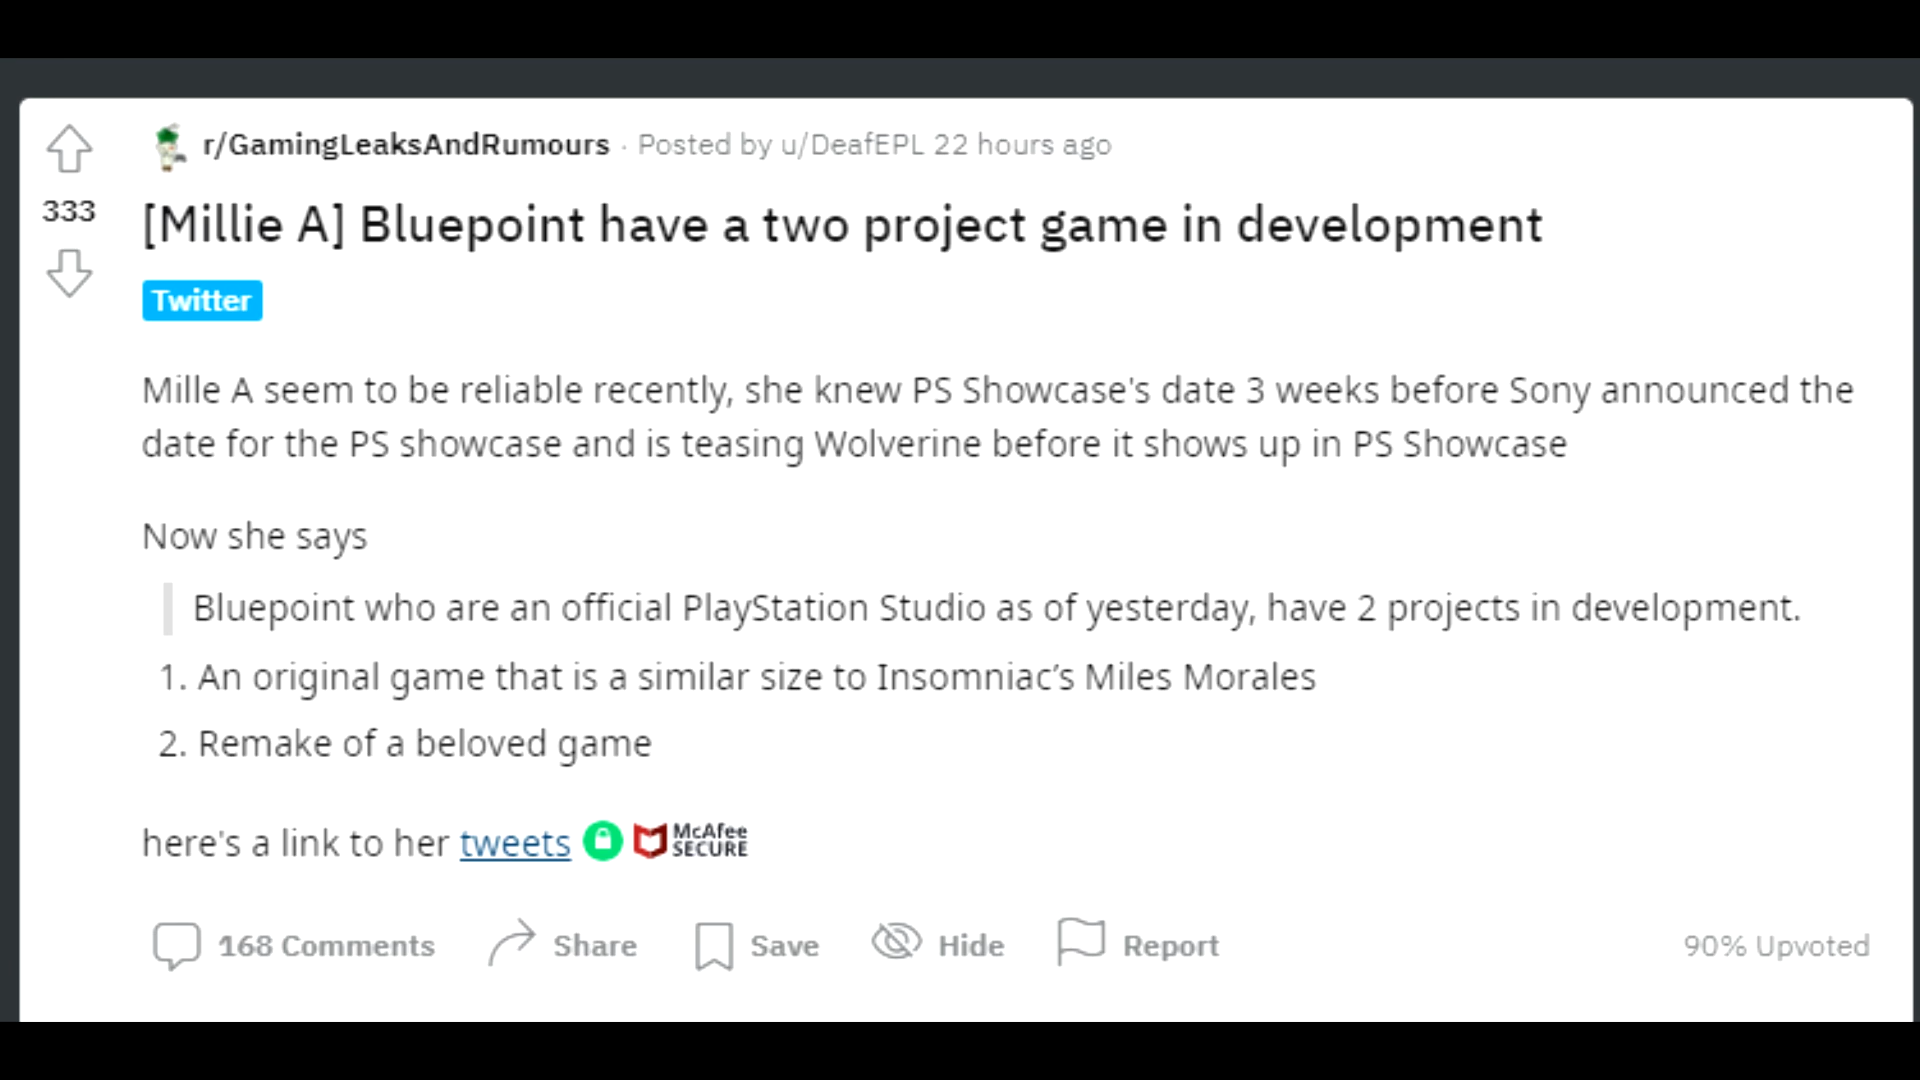 r/GamingLeaksAndRumours · Posted by u/DeafEPL 22 hours ago
333
[Millie A] Bluepoint have a two project game in development
Twitter
Mille A seem to be reliable recently, she knew PS Showcase's date 3 weeks before Sony announced the
date for the PS showcase and is teasing Wolverine before it shows up in PS Showcase
Now she says
Bluepoint who are an official PlayStation Studio as of yesterday, have 2 projects in development.
1. An original game that is a similar size to Insomniac’s Miles Morales
2. Remake of a beloved game
here's a link to her tweets McAfee
SECURE
168 Comments Share Save Hide Report 90% Upvoted